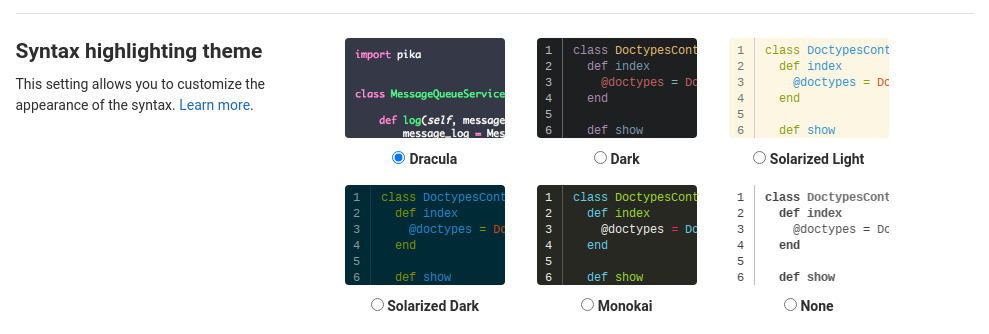 Syntax highlighting theme
This setting allows you to customize the
appearance of the syntax. Learn more.
import pika
class MessageQueueService
def log(self, message
message_log = Mes
Dracula
1 class DoctypesCont
2 def index
3 @doctypes = Do
4 end
5
6 def show
Dark
1 class DoctypesCont
2 def index
3 @doctypes = Do
4 end
5
6 def show
Solarized Light
1 class DoctypesCont
2 def index
3 @doctypes = Do
4 end
5
6 def show
Solarized Dark
1 class DoctypesCont
2 def index
3 @doctypes = Do
4 end
5
6 def show
Monokai
1 class DoctypesCont
2 def index
3 @doctypes = Do
4 end
5
6 def show
None